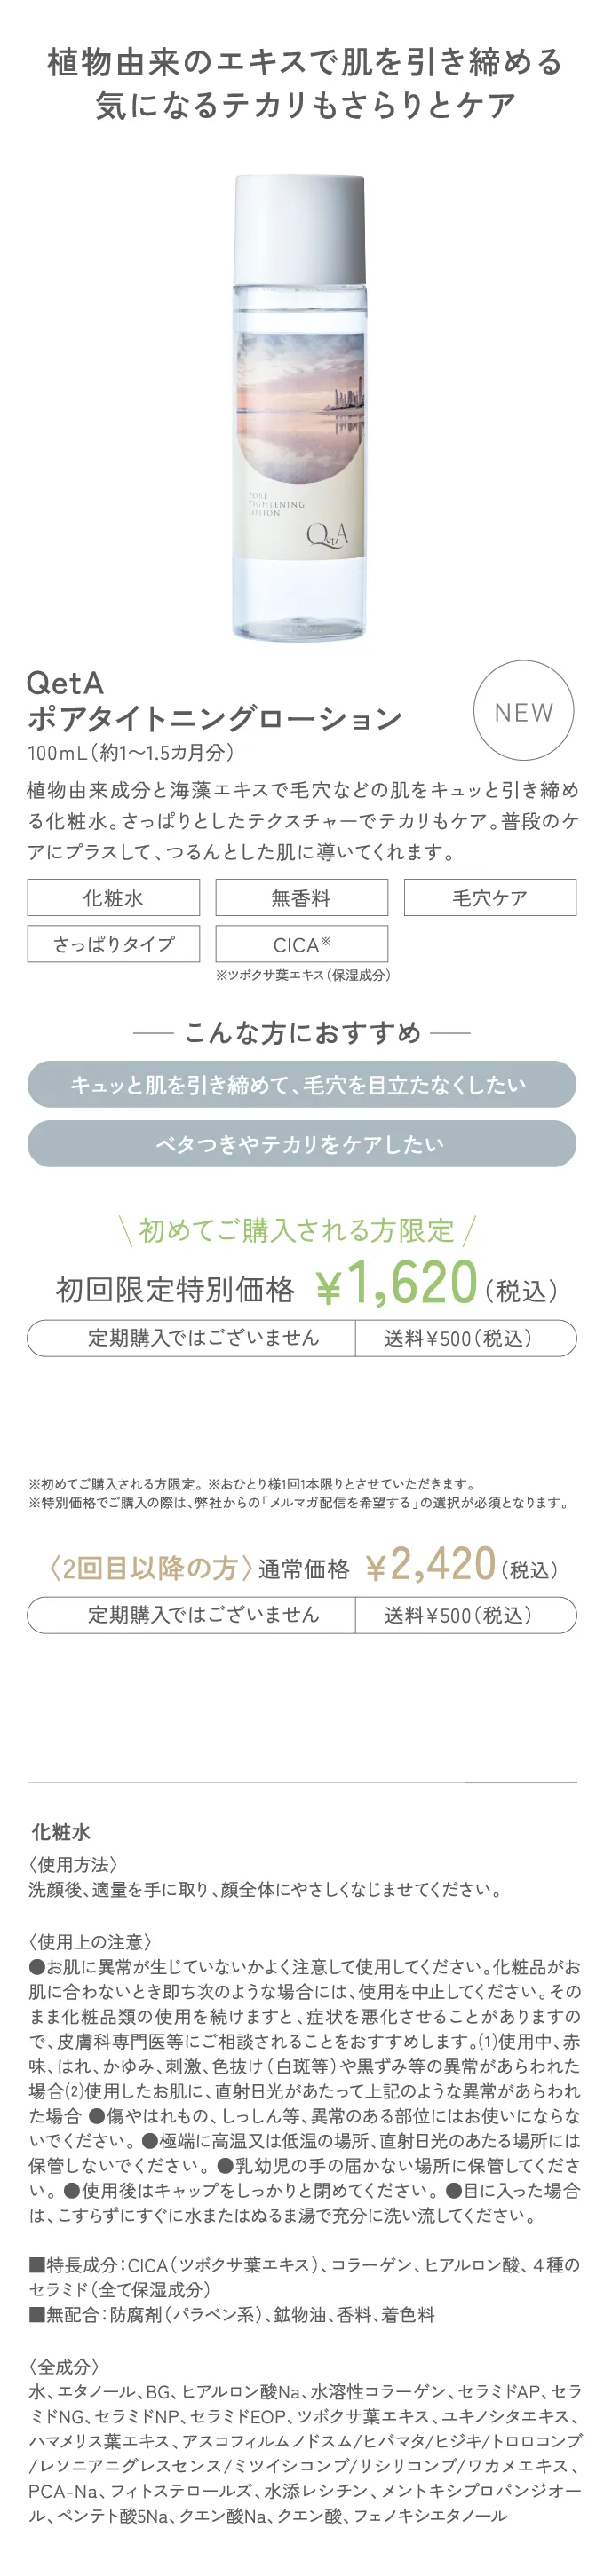 植物由来のエキスで肌を引き締める
気になるテカリもさらりとケア
PORE
TIGHTENING
LOTION
QetA
QetA
ポアタイトニングローション
NEW
100mL（約1〜1.5カ月分）
植物由来成分と海藻エキスで毛穴などの肌をキュッと引き締め
る化粧水。さっぱりとしたテクスチャーでテカリもケア。普段のケ
アにプラスして、つるんとした肌に導いてくれます。
化粧水 無香料 毛穴ケア
さっぱりタイプ CICA※
※ツボクサ葉エキス（保湿成分）
こんな方におすすめ
キュッと肌を引き締めて、毛穴を目立たなくしたい
ベタつきやテカリをケアしたい
\ 初めてご購入される方限定 /
初回限定特別価格 ¥1,620（税込）
定期購入ではございません 送料¥500（税込）
※初めてご購入される方限定。※おひとり様1回1本限りとさせていただきます。
※特別価格でご購入の際は、弊社からの「メルマガ配信を希望する」の選択が必須となります。
〈2回目以降の方〉通常価格 ¥2,420（税込）
定期購入ではございません 送料¥500（税込）
化粧水
〈使用方法〉
洗顔後、適量を手に取り、顔全体にやさしくなじませてください。
〈使用上の注意〉
●お肌に異常が生じていないかよく注意して使用してください。化粧品がお
肌に合わないとき即ち次のような場合には、使用を中止してください。その
まま化粧品類の使用を続けますと、症状を悪化させることがありますの
で、皮膚科専門医等にご相談されることをおすすめします。(1)使用中、赤
味、はれ、かゆみ、刺激、色抜け（白斑等）や黒ずみ等の異常があらわれた
場合(2)使用したお肌に、直射日光があたって上記のような異常があらわれ
た場合 ●傷やはれもの、しっしん等、異常のある部位にはお使いにならな
いでください。●極端に高温又は低温の場所、直射日光のあたる場所には
保管しないでください。●乳幼児の手の届かない場所に保管してくださ
い。●使用後はキャップをしっかりと閉めてください。●目に入った場合
は、こすらずにすぐに水またはぬるま湯で充分に洗い流してください。
■特長成分：CICA（ツボクサ葉エキス）、コラーゲン、ヒアルロン酸、４種の
セラミド（全て保湿成分）
■無配合：防腐剤（パラベン系）、鉱物油、香料、着色料
〈全成分〉
水、エタノール、BG、ヒアルロン酸Na、水溶性コラーゲン、セラミドAP、セラ
ミドNG、セラミドNP、セラミドEOP、ツボクサ葉エキス、ユキノシタエキス、
ハマメリス葉エキス、アスコフィルムノドスム/ヒバマタ/ヒジキ/トロロコンブ
/レソニアニグレスセンス/ミツイシコンブ/リシリコンブ/ワカメエキス、
PCA-Na、フィトステロールズ、水添レシチン、メントキシプロパンジオー
ル、ペンテト酸5Na、クエン酸Na、クエン酸、フェノキシエタノール